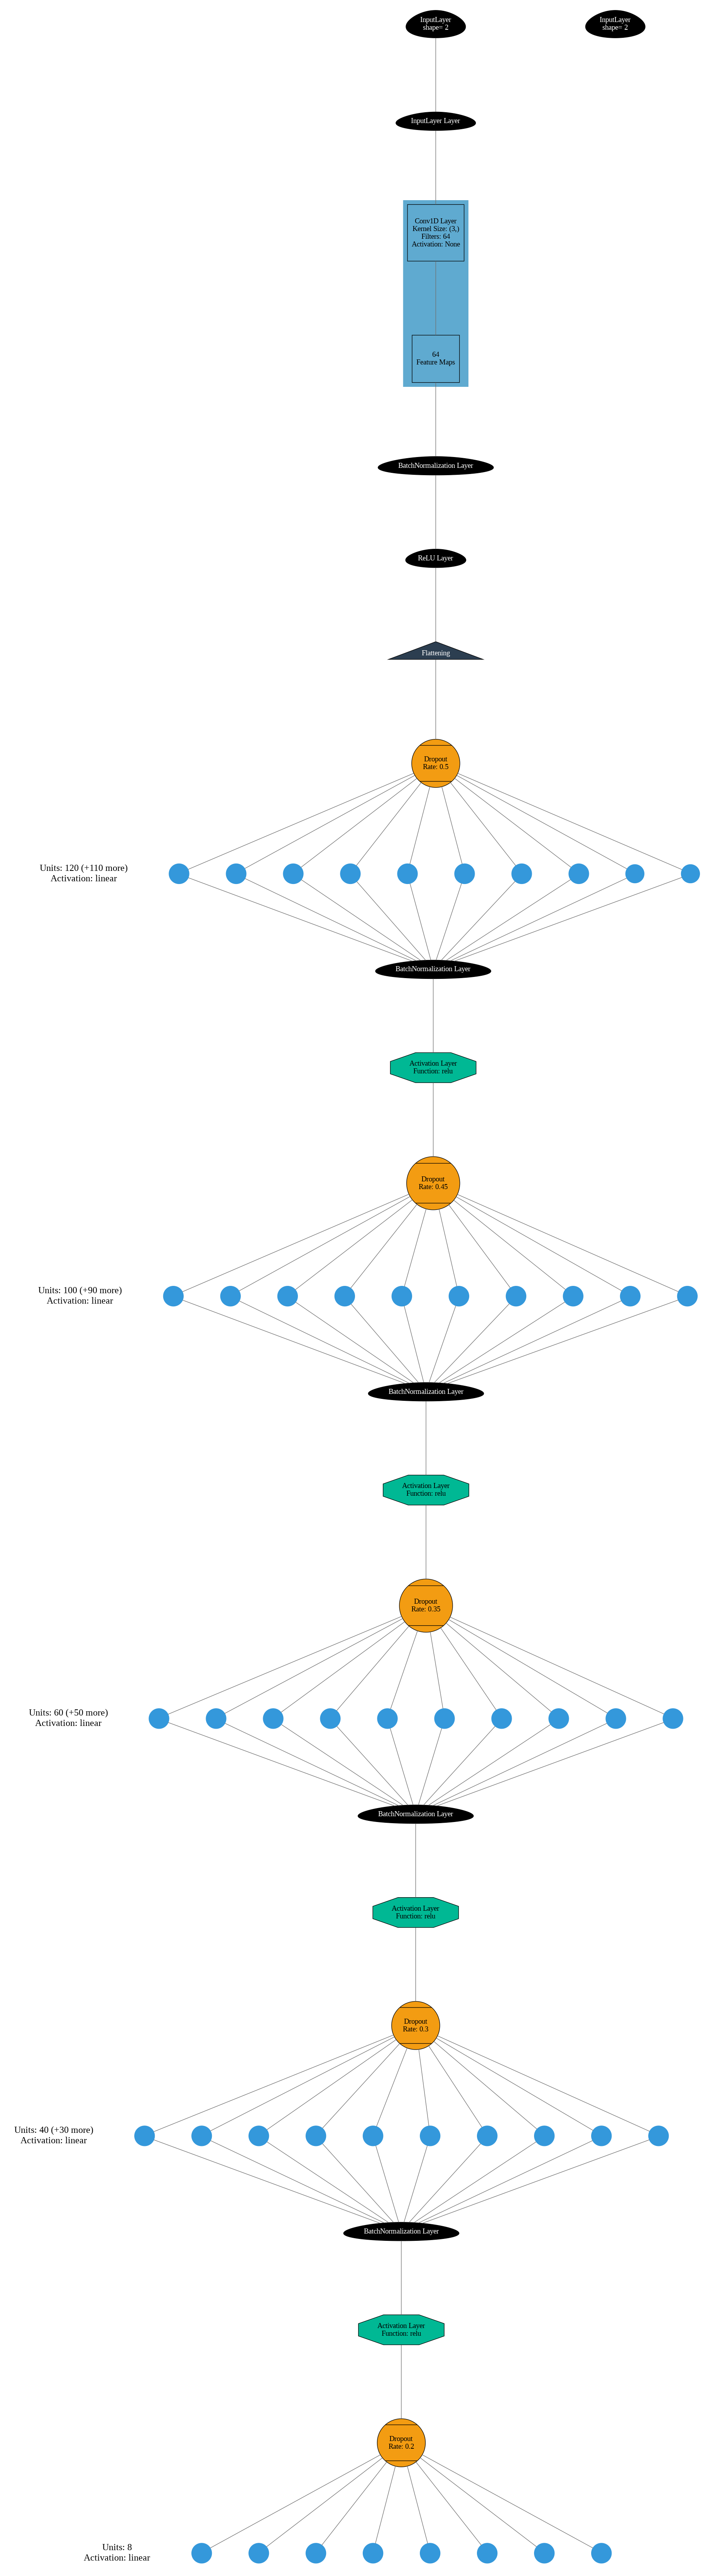 InputLayer
shape= 2
InputLayer
shape= 2
InputLayer Layer
Conv1D Layer
Kernel Size: (3,)
Filters: 64
Activation: None
64
Feature Maps
BatchNormalization Layer
ReLU Layer
Flattening
Dropout
Rate: 0.5
Units: 120 (+110 more)
Activation: linear
BatchNormalization Layer
Activation Layer
Function: relu
Dropout
Rate: 0.45
Units: 100 (+90 more)
Activation: linear
BatchNormalization Layer
Activation Layer
Function: relu
Dropout
Rate: 0.35
Units: 60 (+50 more)
Activation: linear
BatchNormalization Layer
Activation Layer
Function: relu
Dropout
Rate: 0.3
Units: 40 (+30 more)
Activation: linear
BatchNormalization Layer
Activation Layer
Function: relu
Dropout
Rate: 0.2
Units: 8
Activation: linear